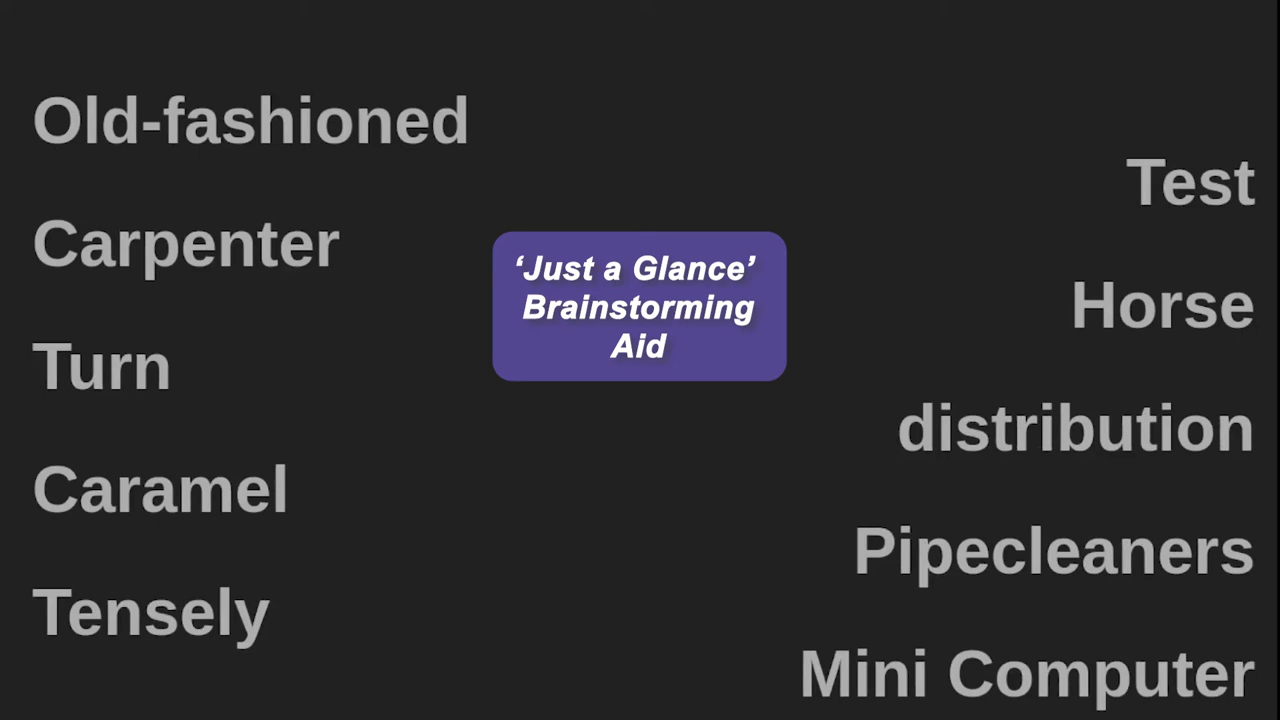 Old-fashioned
Carpenter
Turn
Caramel
Tensely
‘Just a Glance’
Brainstorming
Aid
Test
Horse
distribution
Pipecleaners
Mini Computer